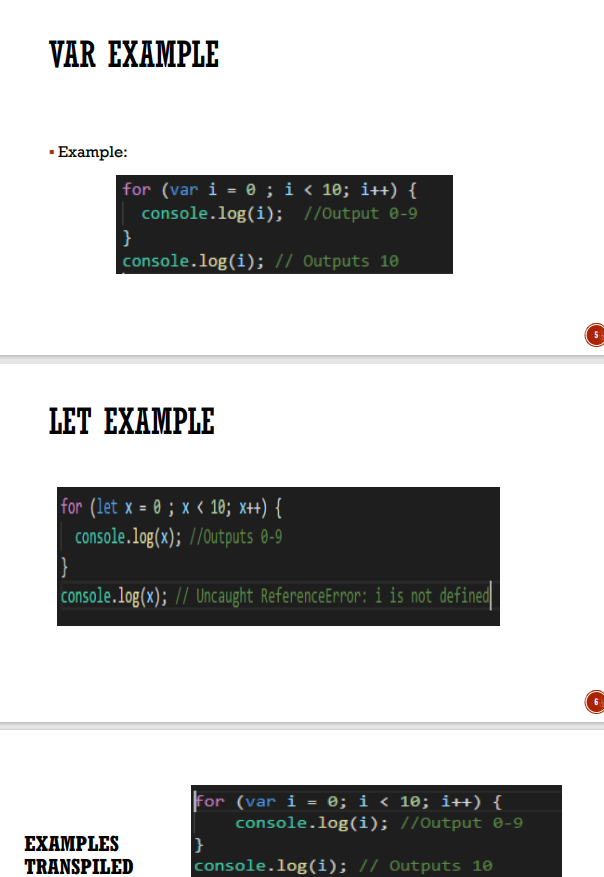 VAR EXAMPLE
▪ Example:
for (var i = 0 ; i < 10; i++) {
console.log(i);  //Output 0-9
}
console.log(i); // Outputs 10
5
LET EXAMPLE
for (let x = 0 ; x < 10; x++) {
console.log(x); //Outputs 0-9
}
console.log(x); // Uncaught ReferenceError: i is not defined
6
for (var i = 0; i < 10; i++) {
console.log(i); //Output 0-9
}
console.log(i); // Outputs 10
EXAMPLES
TRANSPILED